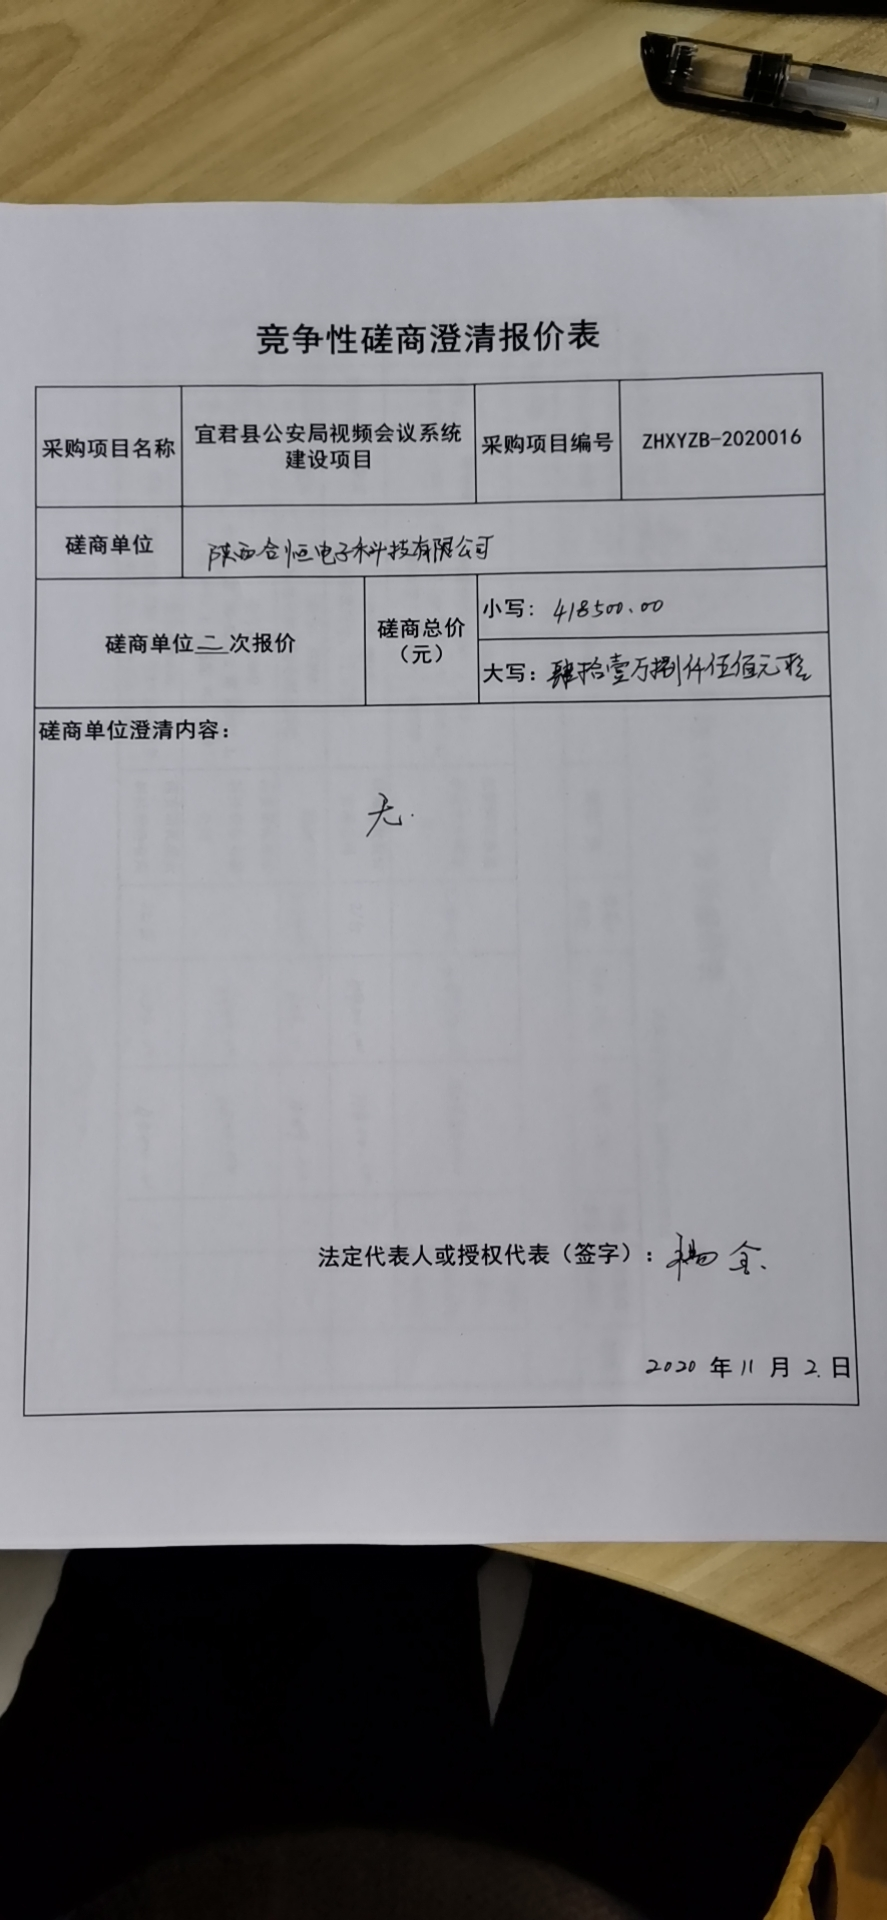 竞争性磋商澄清报价表
采购项目名称
宜君县公安局视频会议系统
建设项目
采购项目编号
ZHXYZB-2020016
磋商单位
陕西合恒电子科技有限公司
磋商单位二次报价
磋商总价
（元）
小写：418500.00
大写：肆拾壹万捌仟伍佰元整
磋商单位澄清内容：
无.
法定代表人或授权代表（签字）：杨全
2020 年 11 月 2 日